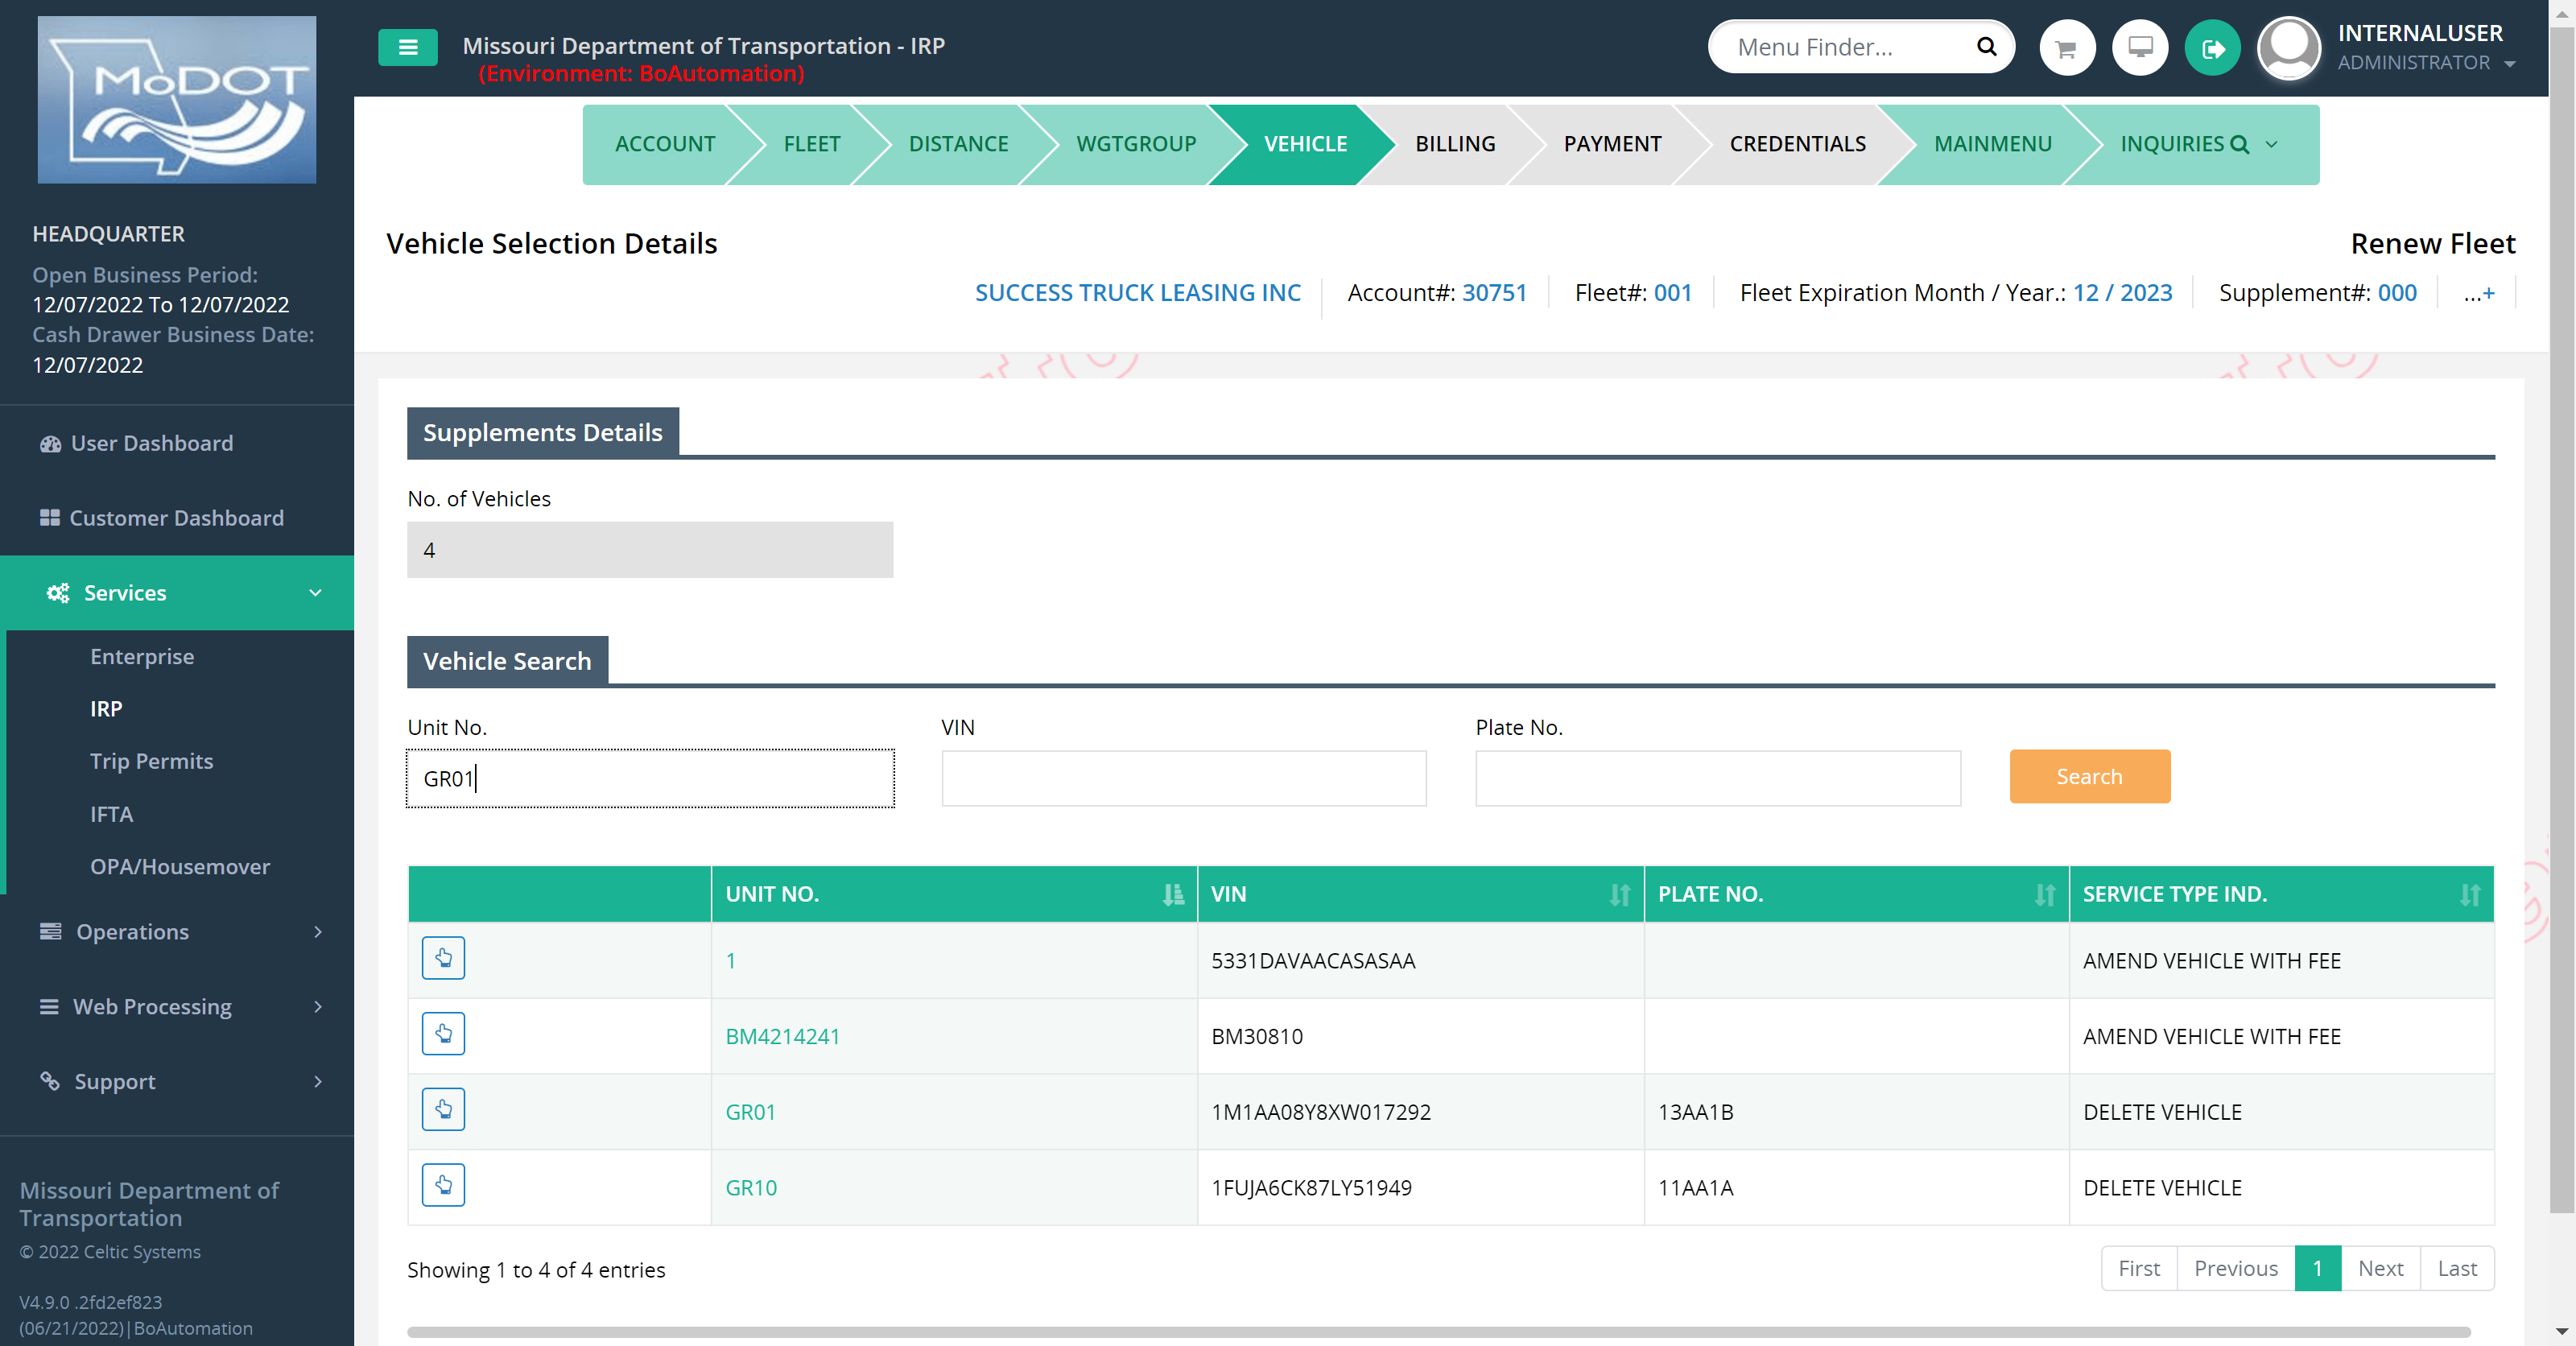 MoDOT
Missouri Department of Transportation - IRP
(Environment: BoAutomation)
Menu Finder...
INTERNALUSER
ADMINISTRATOR
HEADQUARTER
Open Business Period:
12/07/2022 To 12/07/2022
Cash Drawer Business Date:
12/07/2022
User Dashboard
Customer Dashboard
Services
Enterprise
IRP
Trip Permits
IFTA
OPA/Housemover
Operations
Web Processing
Support
Missouri Department of
Transportation
© 2022 Celtic Systems
V4.9.0 .2fd2ef823
(06/21/2022)|BoAutomation
ACCOUNT FLEET DISTANCE WGTGROUP VEHICLE BILLING PAYMENT CREDENTIALS MAINMENU INQUIRIES
Vehicle Selection Details
Renew Fleet
SUCCESS TRUCK LEASING INC Account#: 30751 Fleet#: 001 Fleet Expiration Month / Year.: 12 / 2023 Supplement#: 000 ...+
Supplements Details
No. of Vehicles
4
Vehicle Search
Unit No. VIN Plate No.
GR01 Search
UNIT NO. VIN PLATE NO. SERVICE TYPE IND.
1 5331DAVAACASASAA AMEND VEHICLE WITH FEE
BM4214241 BM30810 AMEND VEHICLE WITH FEE
GR01 1M1AA08Y8XW017292 13AA1B DELETE VEHICLE
GR10 1FUJA6CK87LY51949 11AA1A DELETE VEHICLE
Showing 1 to 4 of 4 entries
First Previous 1 Next Last